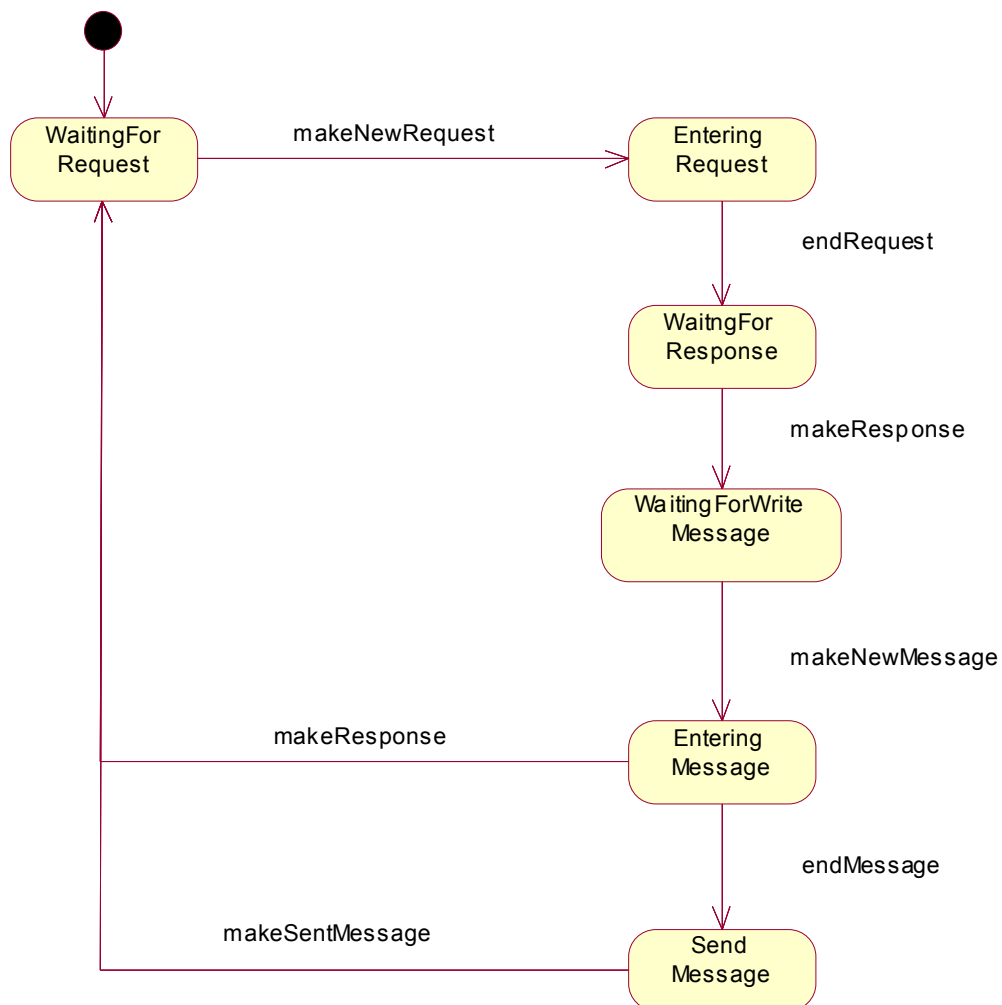 WaitingFor
Request
makeNewRequest
Entering
Request
endRequest
WaitngFor
Response
makeResponse
WaitingForWrite
Message
makeNewMessage
makeResponse
Entering
Message
endMessage
makeSentMessage
Send
Message